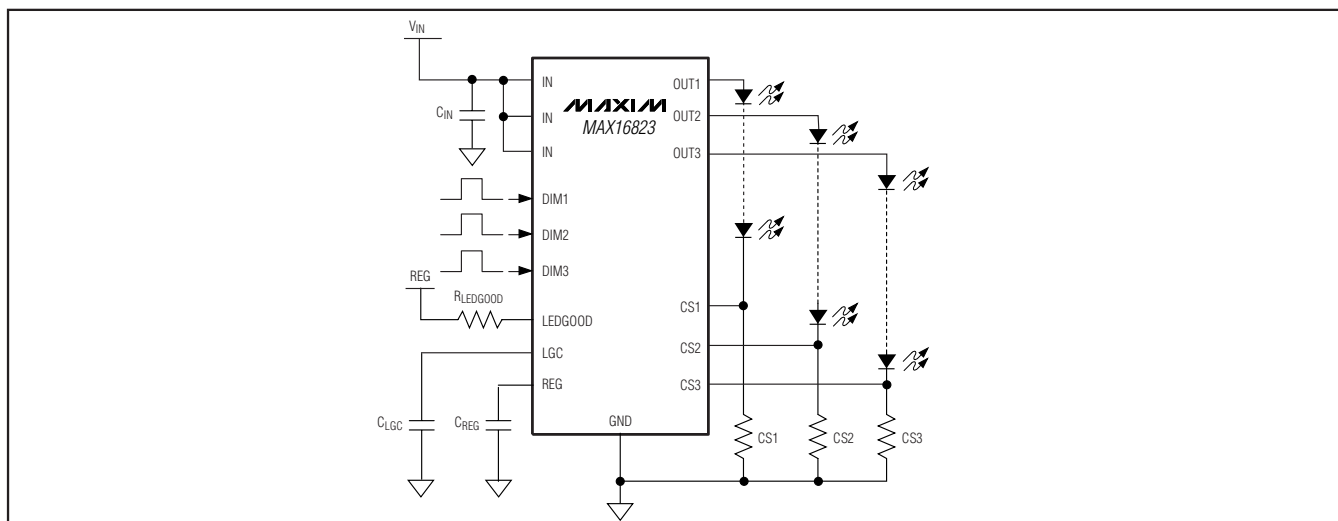 VIN
CIN
IN
IN
IN
DIM1
DIM2
DIM3
REG
RLEDGOOD
LEDGOOD
LGC
REG
CLGC
CREG
GND
MAXIM
MAX16823
OUT1
OUT2
OUT3
CS1
CS2
CS3
CS1
CS2
CS3